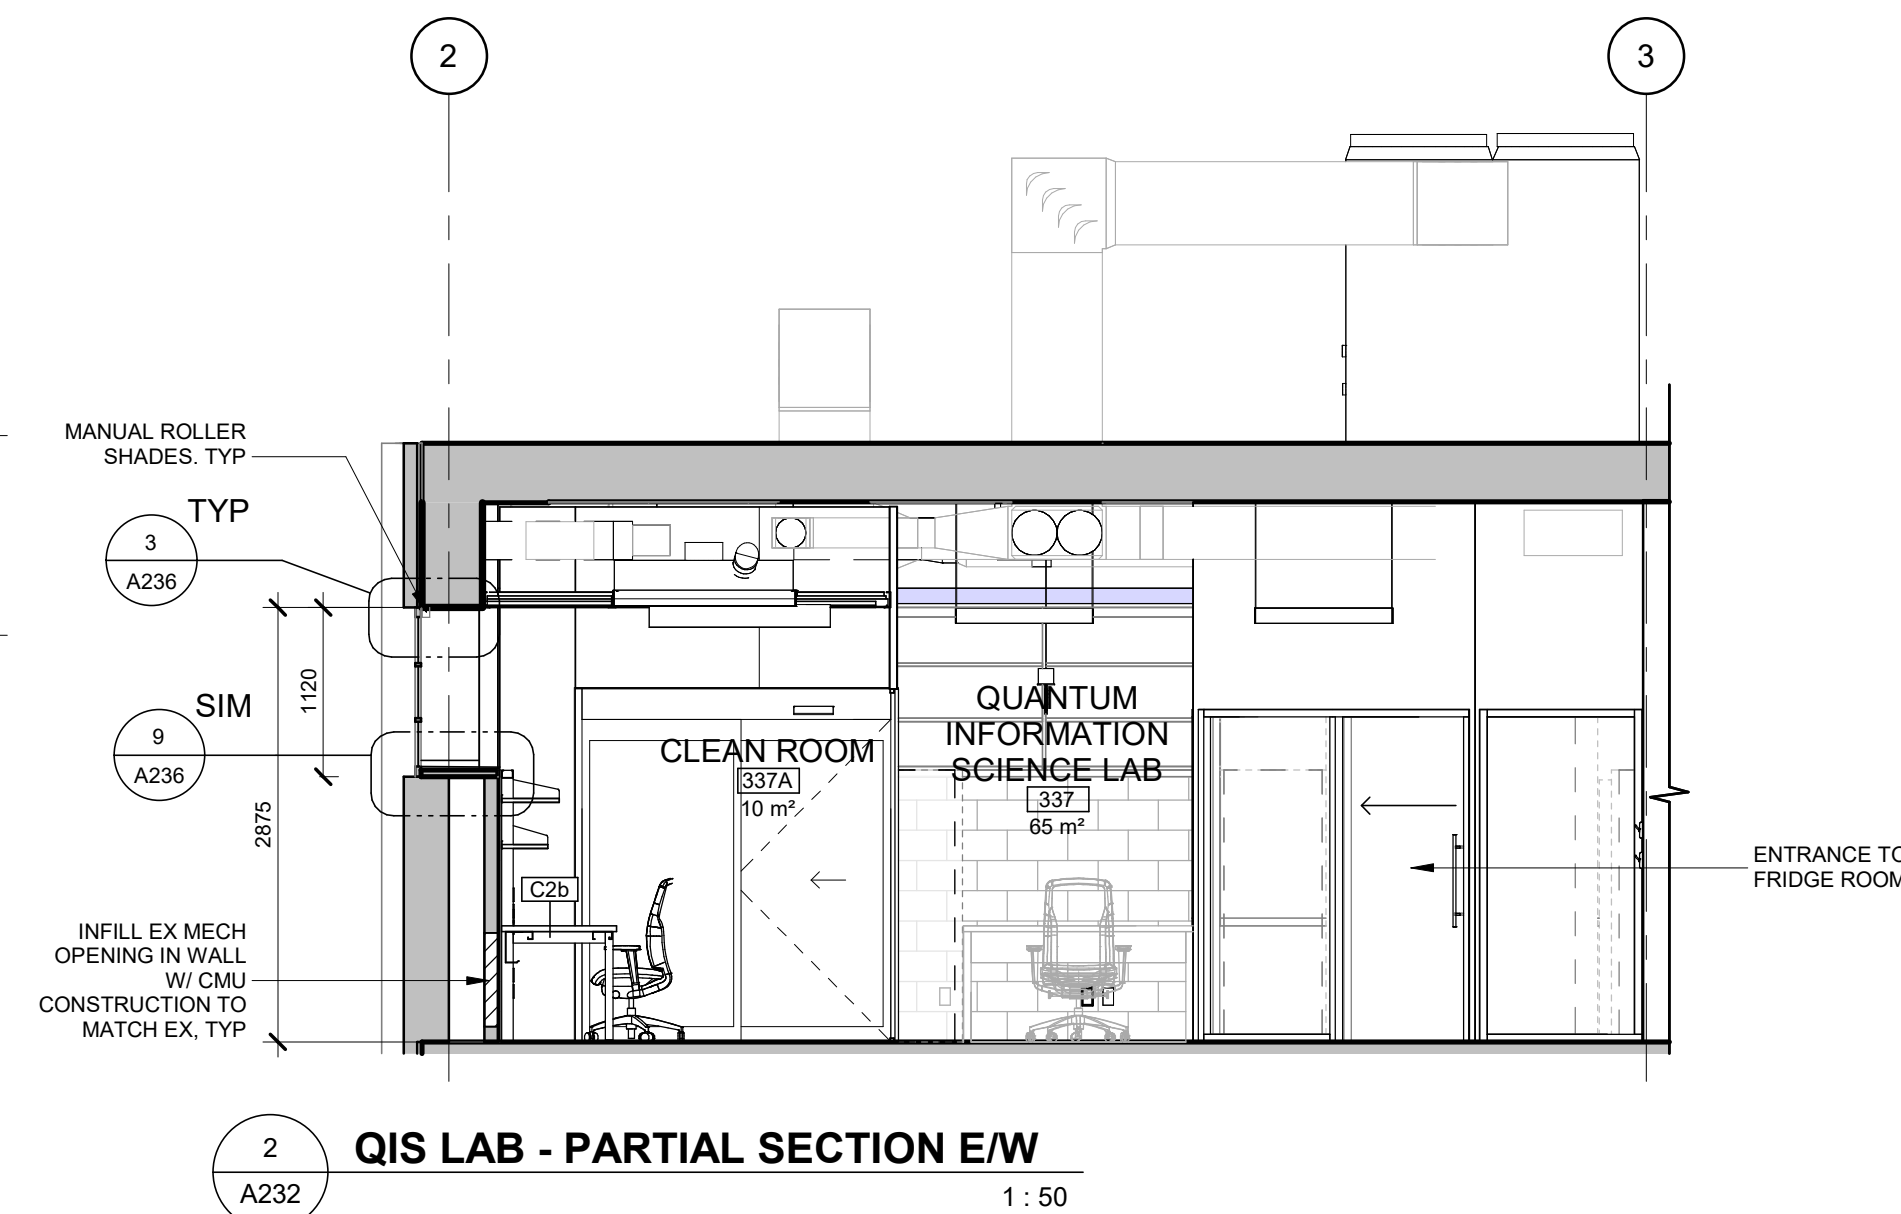 2
3
MANUAL ROLLER
SHADES. TYP
TYP
3
A236
SIM
9
A236
1120
2875
CLEAN ROOM
337A
10 m²
QUANTUM
INFORMATION
SCIENCE LAB
337
65 m²
C2b
ENTRANCE TO
FRIDGE ROOM
INFILL EX MECH
OPENING IN WALL
W/ CMU
CONSTRUCTION TO
MATCH EX, TYP
2
A232
QIS LAB - PARTIAL SECTION E/W
1 : 50